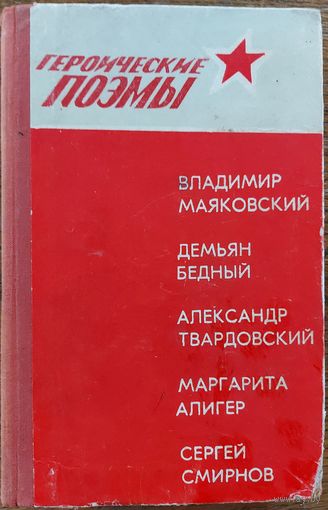 ГЕРОИЧЕСКИЕ
ПОЭМЫ
ВЛАДИМИР
МАЯКОВСКИЙ
ДЕМЬЯН
БЕДНЫЙ
АЛЕКСАНДР
ТВАРДОВСКИЙ
МАРГАРИТА
АЛИГЕР
СЕРГЕЙ
СМИРНОВ